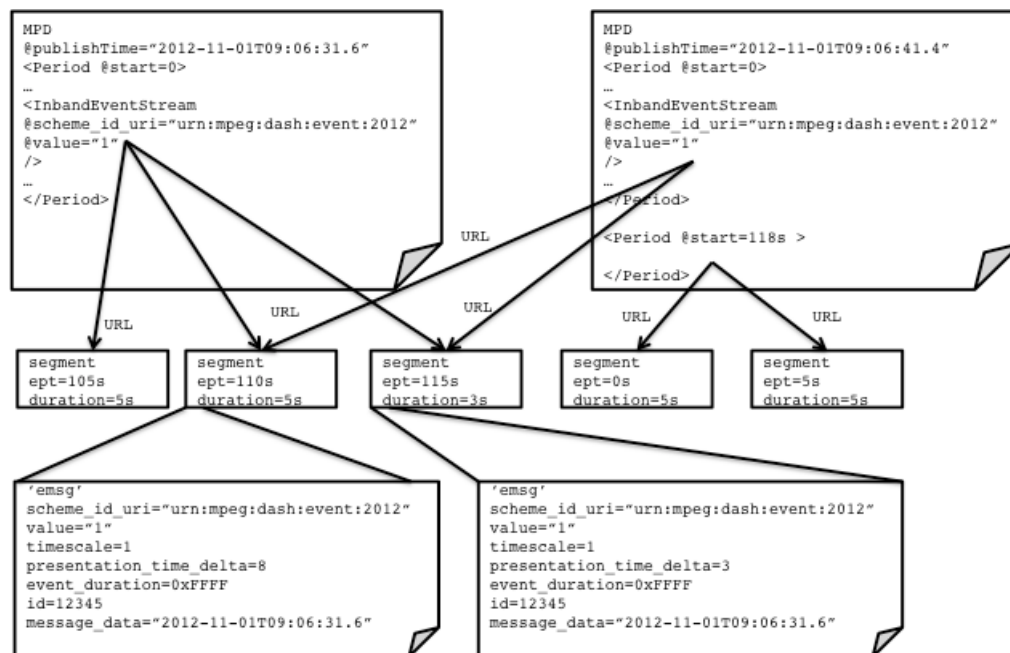 MPD
@publishTime=“2012-11-01T09:06:31.6”
<Period @start=0>
…
<InbandEventStream
@scheme_id_uri=“urn:mpeg:dash:event:2012”
@value=“1”
/>
…
</Period>
MPD
@publishTime=“2012-11-01T09:06:41.4”
<Period @start=0>
…
<InbandEventStream
@scheme_id_uri=“urn:mpeg:dash:event:2012”
@value=“1”
/>
…
</Period>
<Period @start=118s >
</Period>
URL
URL
URL
URL
URL
URL
segment
ept=105s
duration=5s
segment
ept=110s
duration=5s
segment
ept=115s
duration=3s
segment
ept=0s
duration=5s
segment
ept=5s
duration=5s
‘emsg’
scheme_id_uri=“urn:mpeg:dash:event:2012”
value=“1”
timescale=1
presentation_time_delta=8
event_duration=0xFFFF
id=12345
message_data=“2012-11-01T09:06:31.6”
‘emsg’
scheme_id_uri=“urn:mpeg:dash:event:2012”
value=“1”
timescale=1
presentation_time_delta=3
event_duration=0xFFFF
id=12345
message_data=“2012-11-01T09:06:31.6”